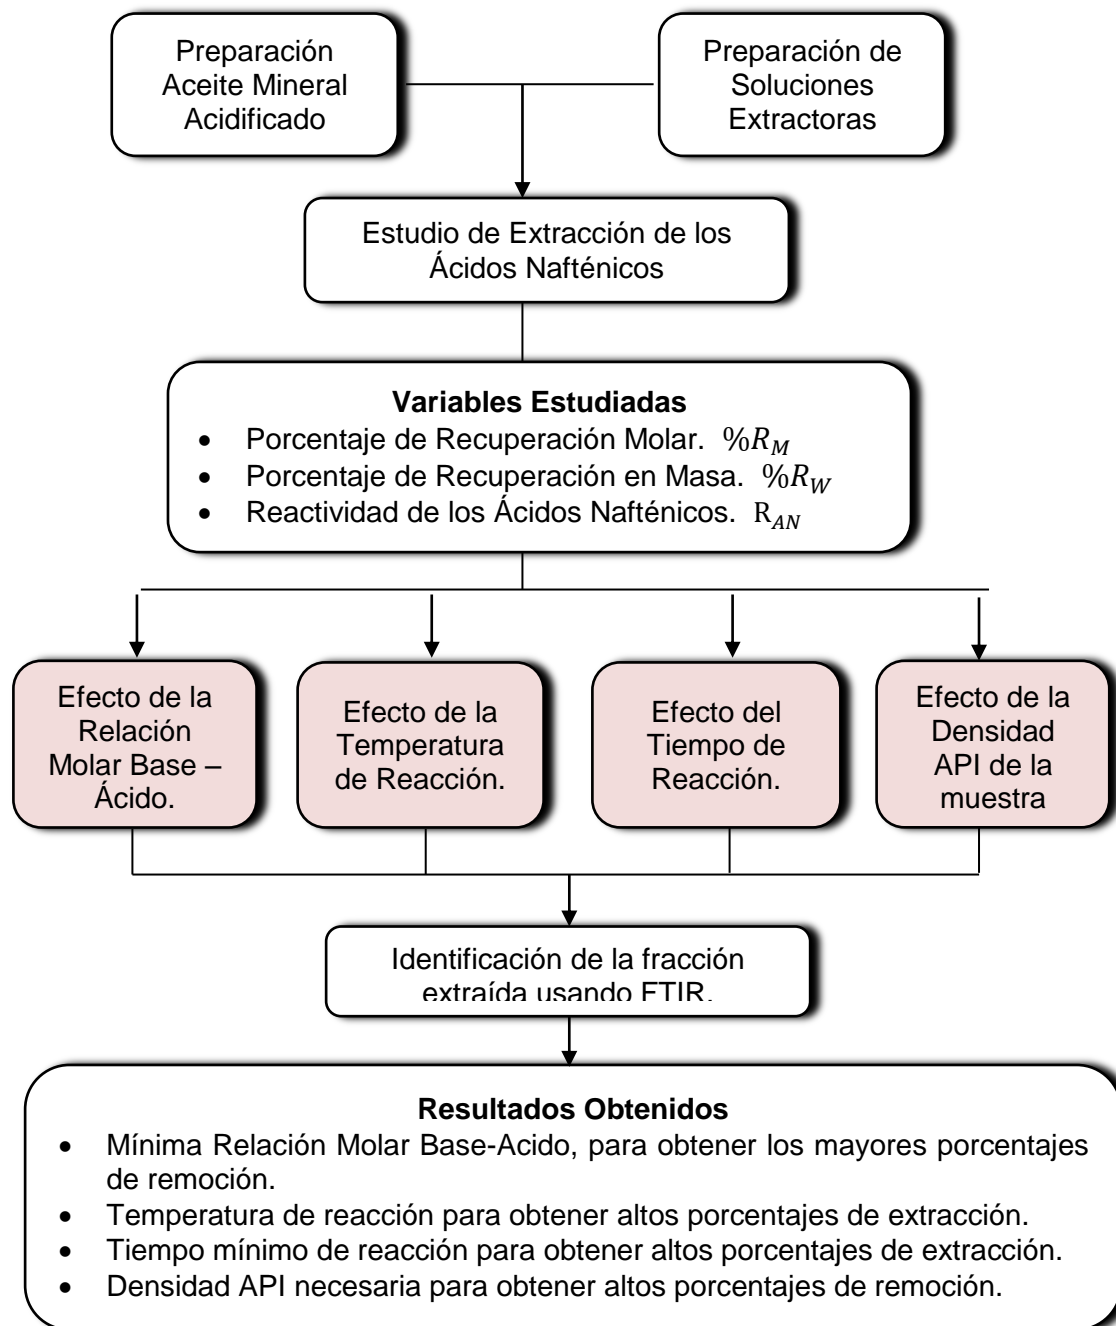 Preparación
Aceite Mineral
Acidificado
Preparación de
Soluciones
Extractoras
Estudio de Extracción de los
Ácidos Nafténicos
Variables Estudiadas
• Porcentaje de Recuperación Molar. %R_M
• Porcentaje de Recuperación en Masa. %R_W
• Reactividad de los Ácidos Nafténicos. R_AN
Efecto de la
Relación
Molar Base –
Ácido.
Efecto de la
Temperatura
de Reacción.
Efecto del
Tiempo de
Reacción.
Efecto de la
Densidad
API de la
muestra
Identificación de la fracción
extraída usando FTIR.
Resultados Obtenidos
• Mínima Relación Molar Base-Acido, para obtener los mayores porcentajes
de remoción.
• Temperatura de reacción para obtener altos porcentajes de extracción.
• Tiempo mínimo de reacción para obtener altos porcentajes de extracción.
• Densidad API necesaria para obtener altos porcentajes de remoción.